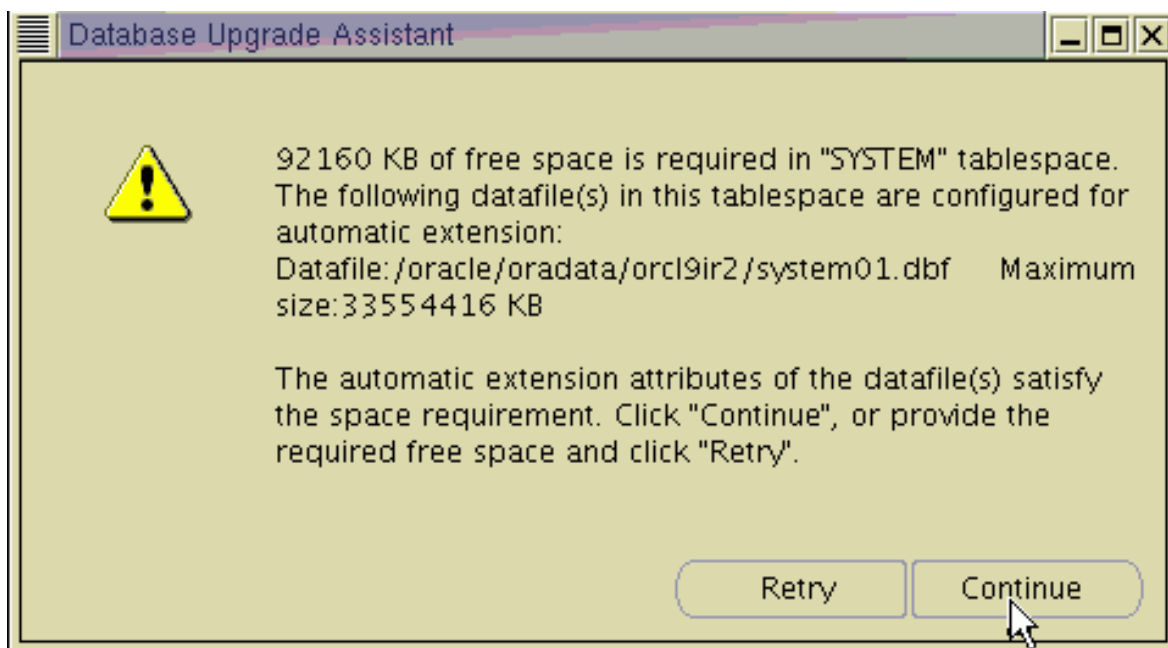 Database Upgrade Assistant
92160 KB of free space is required in "SYSTEM" tablespace.
The following datafile(s) in this tablespace are configured for
automatic extension:
Datafile:/oracle/oradata/orcl9ir2/system01.dbf Maximum
size:33554416 KB
The automatic extension attributes of the datafile(s) satisfy
the space requirement. Click "Continue", or provide the
required free space and click "Retry".
Retry Continue